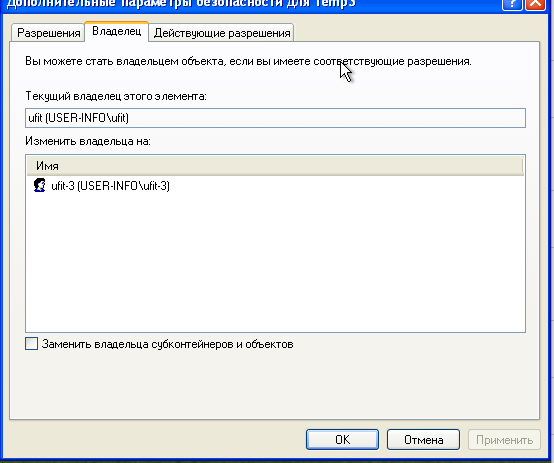 Дополнительные параметры безопасности для Temp3
Разрешения Владелец Действующие разрешения
Вы можете стать владельцем объекта, если вы имеете соответствующие разрешения.
Текущий владелец этого элемента:
ufit (USER-INFO\ufit)
Изменить владельца на:
Имя
ufit-3 (USER-INFO\ufit-3)
Заменить владельца субконтейнеров и объектов
OK Отмена Применить